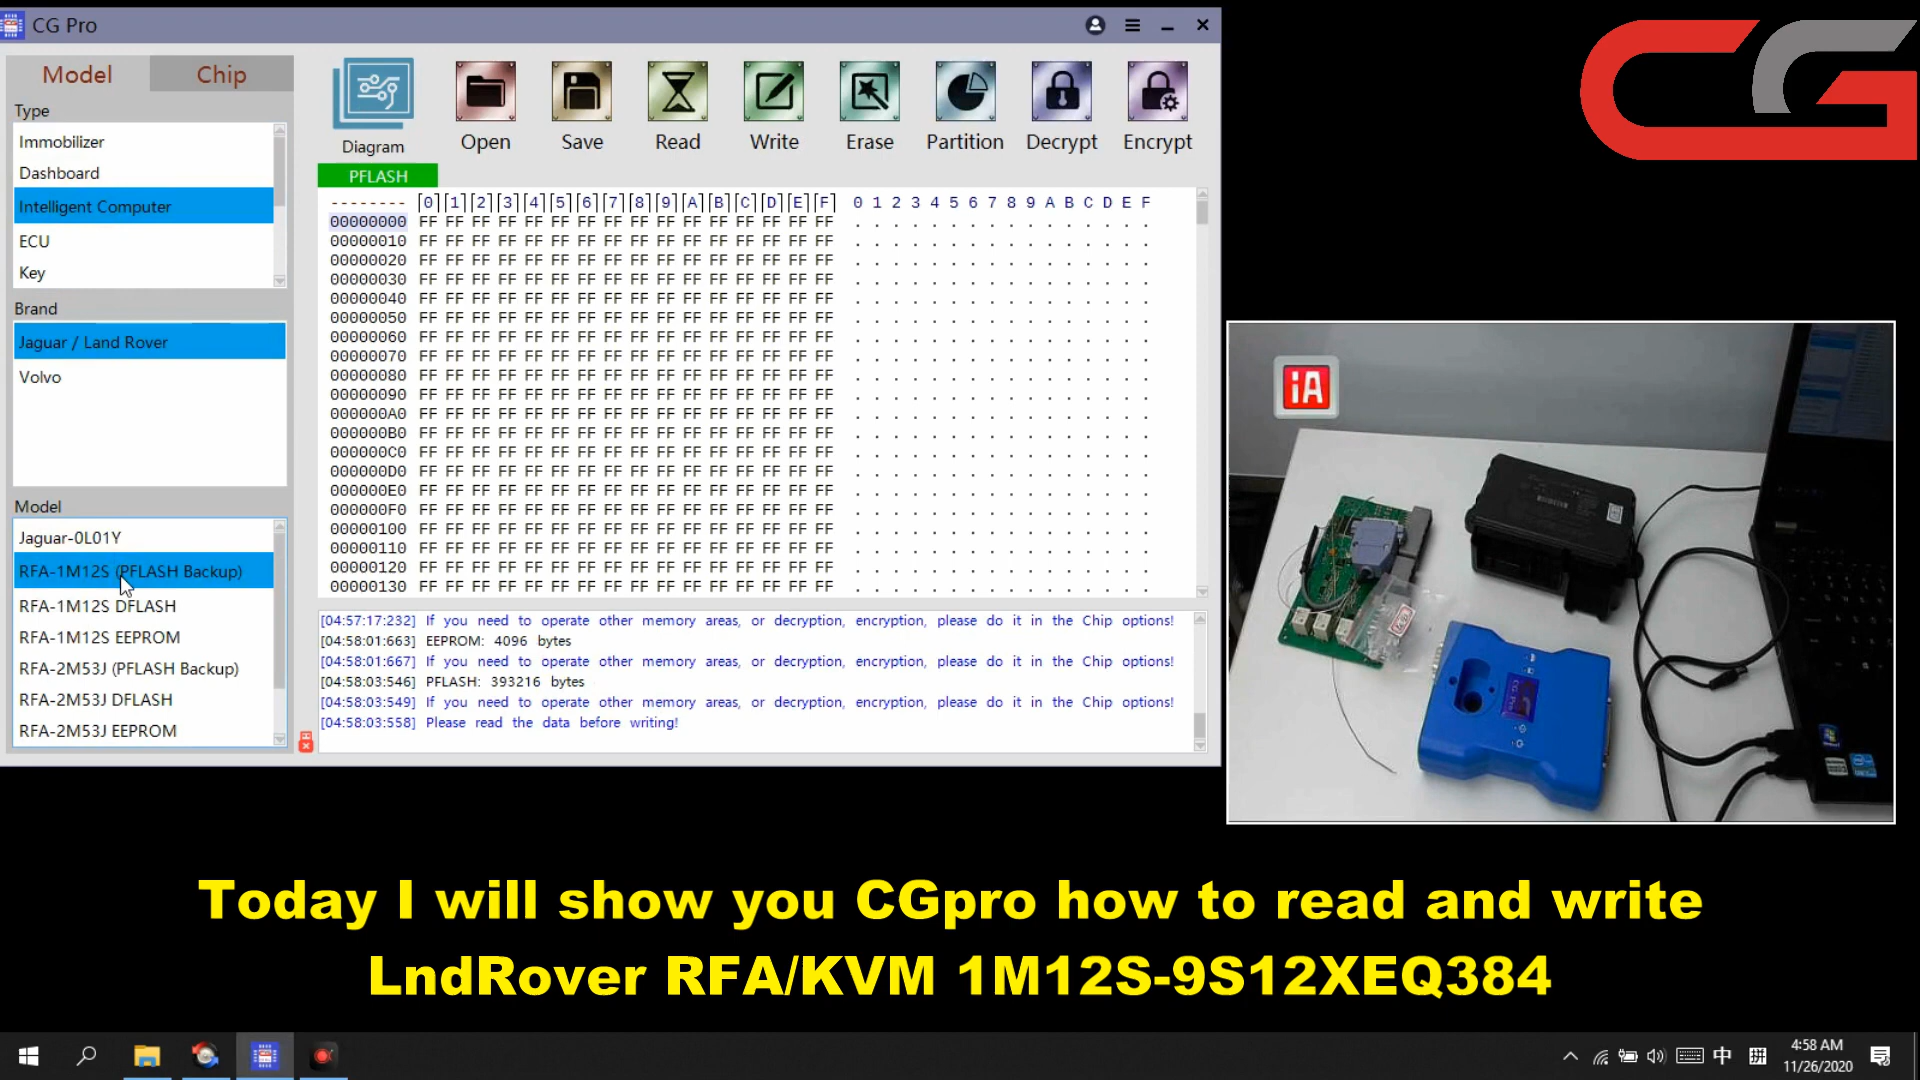 CG Pro
Model Chip
Type
Immobilizer
Dashboard
Intelligent Computer
ECU
Key
Brand
Jaguar / Land Rover
Volvo
Model
Jaguar-0L01Y
RFA-1M12S (PFLASH Backup)
RFA-1M12S DFLASH
RFA-1M12S EEPROM
RFA-2M53J (PFLASH Backup)
RFA-2M53J DFLASH
RFA-2M53J EEPROM
Diagram Open Save Read Write Erase Partition Decrypt Encrypt
PFLASH
-------- [0][1][2][3][4][5][6][7][8][9][A][B][C][D][E][F] 0 1 2 3 4 5 6 7 8 9 A B C D E F
00000000 FF FF FF FF FF FF FF FF FF FF FF FF FF FF FF FF . . . . . . . . . . . . . . . .
00000010 FF FF FF FF FF FF FF FF FF FF FF FF FF FF FF FF . . . . . . . . . . . . . . . .
00000020 FF FF FF FF FF FF FF FF FF FF FF FF FF FF FF FF . . . . . . . . . . . . . . . .
00000030 FF FF FF FF FF FF FF FF FF FF FF FF FF FF FF FF . . . . . . . . . . . . . . . .
00000040 FF FF FF FF FF FF FF FF FF FF FF FF FF FF FF FF . . . . . . . . . . . . . . . .
00000050 FF FF FF FF FF FF FF FF FF FF FF FF FF FF FF FF . . . . . . . . . . . . . . . .
00000060 FF FF FF FF FF FF FF FF FF FF FF FF FF FF FF FF . . . . . . . . . . . . . . . .
00000070 FF FF FF FF FF FF FF FF FF FF FF FF FF FF FF FF . . . . . . . . . . . . . . . .
00000080 FF FF FF FF FF FF FF FF FF FF FF FF FF FF FF FF . . . . . . . . . . . . . . . .
00000090 FF FF FF FF FF FF FF FF FF FF FF FF FF FF FF FF . . . . . . . . . . . . . . . .
000000A0 FF FF FF FF FF FF FF FF FF FF FF FF FF FF FF FF . . . . . . . . . . . . . . . .
000000B0 FF FF FF FF FF FF FF FF FF FF FF FF FF FF FF FF . . . . . . . . . . . . . . . .
000000C0 FF FF FF FF FF FF FF FF FF FF FF FF FF FF FF FF . . . . . . . . . . . . . . . .
000000D0 FF FF FF FF FF FF FF FF FF FF FF FF FF FF FF FF . . . . . . . . . . . . . . . .
000000E0 FF FF FF FF FF FF FF FF FF FF FF FF FF FF FF FF . . . . . . . . . . . . . . . .
000000F0 FF FF FF FF FF FF FF FF FF FF FF FF FF FF FF FF . . . . . . . . . . . . . . . .
00000100 FF FF FF FF FF FF FF FF FF FF FF FF FF FF FF FF . . . . . . . . . . . . . . . .
00000110 FF FF FF FF FF FF FF FF FF FF FF FF FF FF FF FF . . . . . . . . . . . . . . . .
00000120 FF FF FF FF FF FF FF FF FF FF FF FF FF FF FF FF . . . . . . . . . . . . . . . .
00000130 FF FF FF FF FF FF FF FF FF FF FF FF FF FF FF FF . . . . . . . . . . . . . . . .
[04:57:17:232] If you need to operate other memory areas, or decryption, encryption, please do it in the Chip options!
[04:58:01:663] EEPROM: 4096 bytes
[04:58:01:667] If you need to operate other memory areas, or decryption, encryption, please do it in the Chip options!
[04:58:03:546] PFLASH: 393216 bytes
[04:58:03:549] If you need to operate other memory areas, or decryption, encryption, please do it in the Chip options!
[04:58:03:558] Please read the data before writing!
CG
iA
CG Pro
Today I will show you CGpro how to read and write
LndRover RFA/KVM 1M12S-9S12XEQ384
中 拼
4:58 AM
11/26/2020